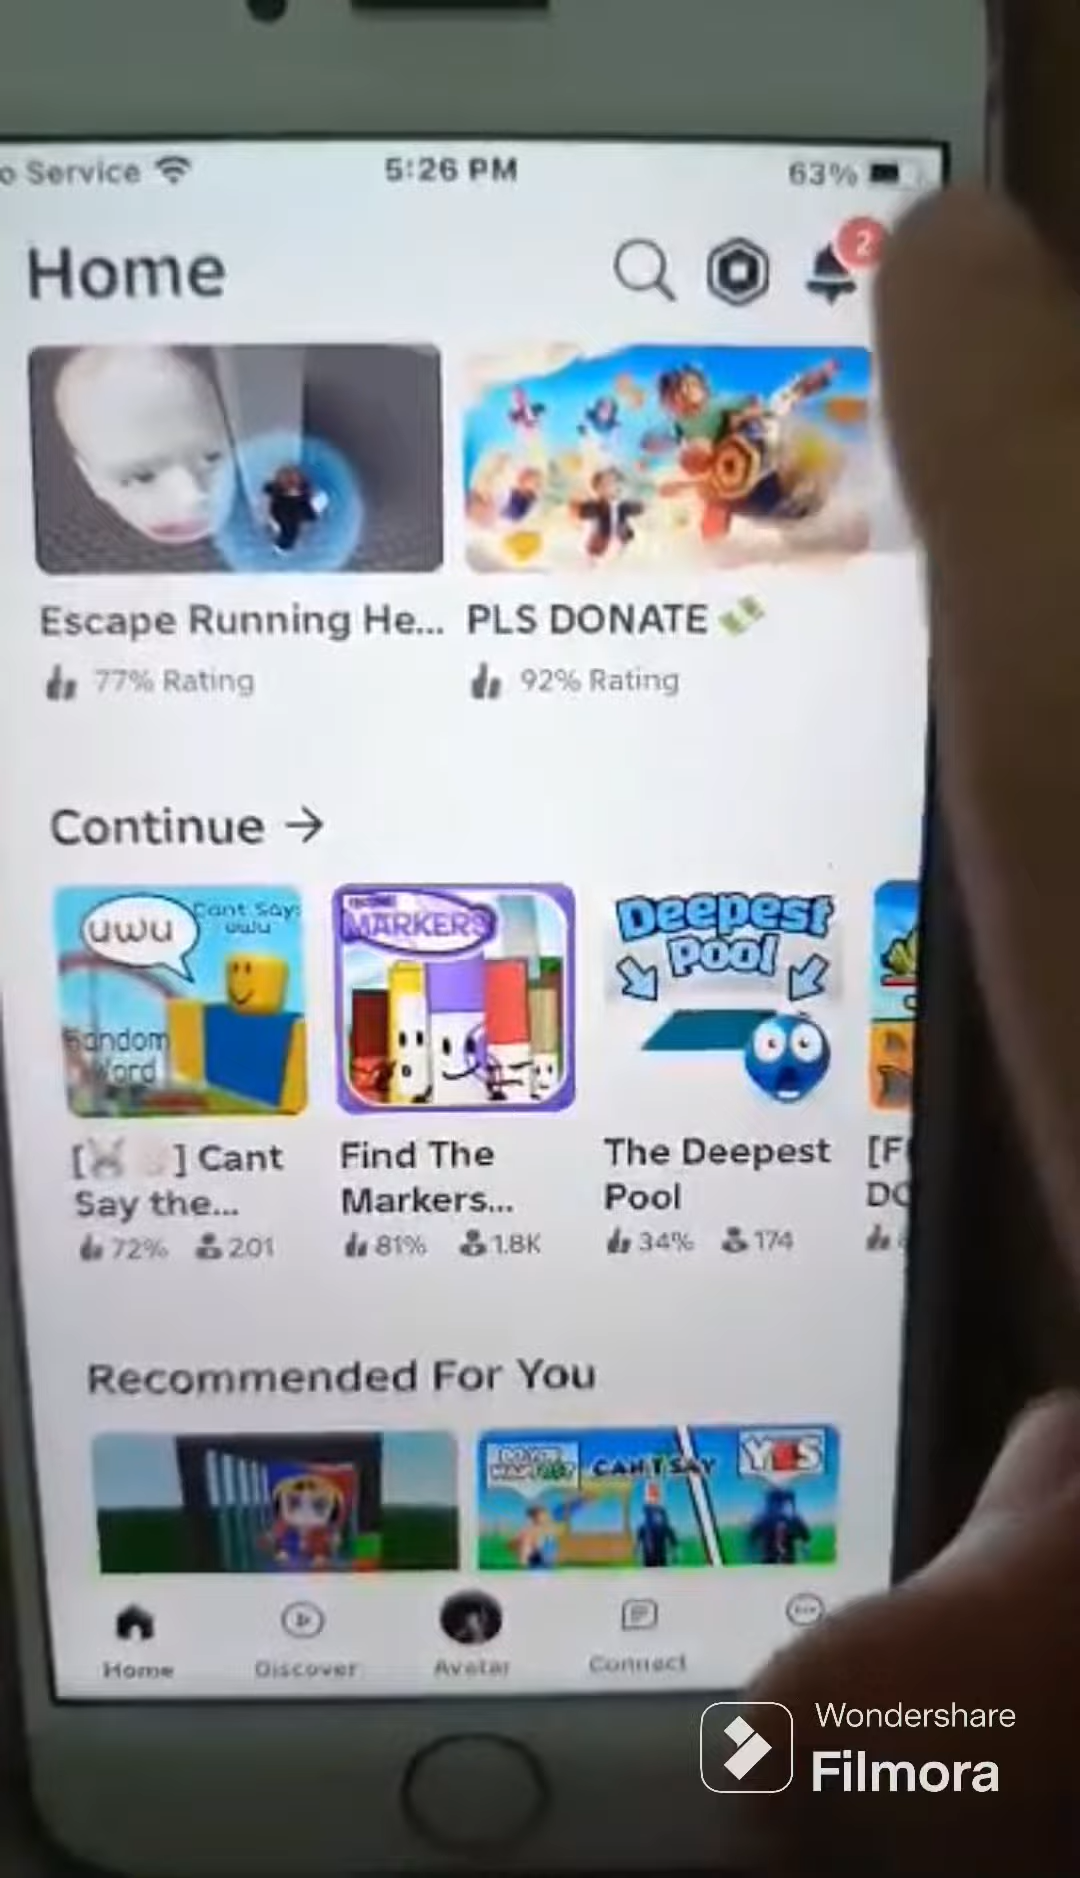 o Service
5:26 PM
63%
Home
2
Escape Running He...
PLS DONATE
77% Rating
92% Rating
Continue →
uwu
Cant Say:
uwu
Random
Word
MARKERS
Deepest
Pool
[ ] Cant
Say the...
72% 201
Find The
Markers...
81% 1.8K
The Deepest
Pool
34% 174
[F
DO
Recommended For You
CAN'T SAY
YES
Home
Discover
Avatar
Connect
Wondershare
Filmora